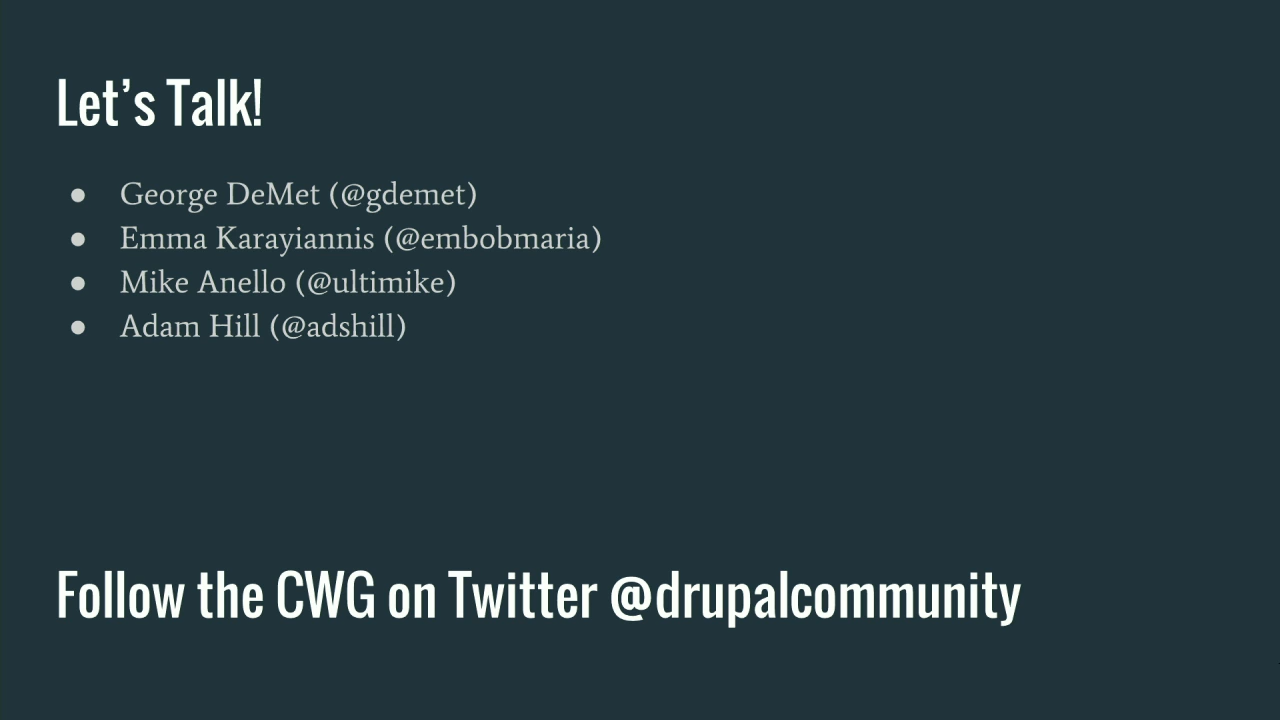 Let’s Talk!
● George DeMet (@gdemet)
● Emma Karayiannis (@embobmaria)
● Mike Anello (@ultimike)
● Adam Hill (@adshill)
Follow the CWG on Twitter @drupalcommunity